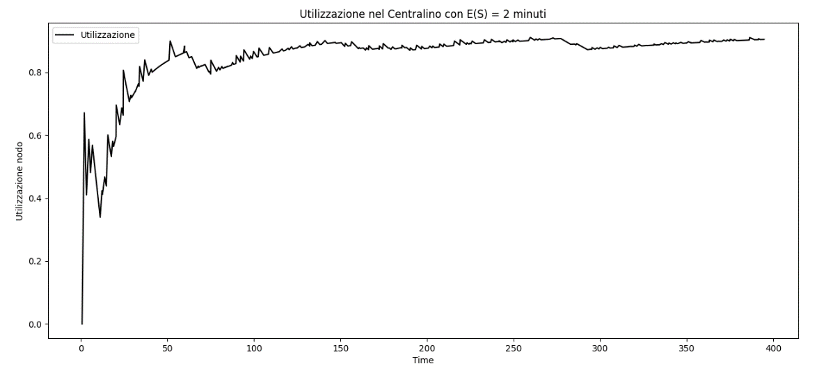 Utilizzazione nel Centralino con E(S) = 2 minuti
Utilizzazione
Utilizzazione nodo
0.8
0.6
0.4
0.2
0.0
0 50 100 150 200 250 300 350 400
Time